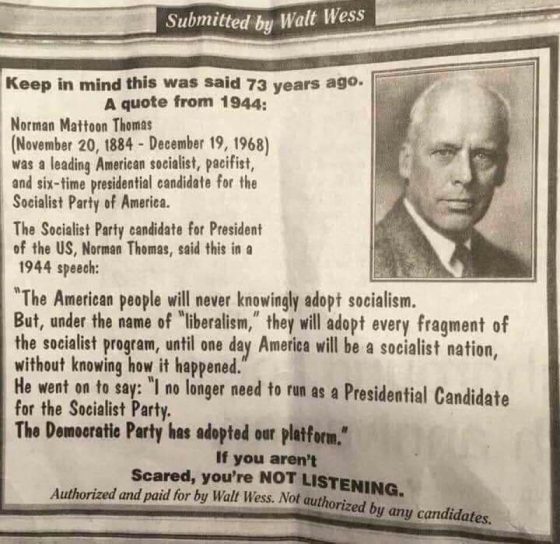 Submitted by Walt Wess
Keep in mind this was said 73 years ago.
A quote from 1944:
Norman Mattoon Thomas
(November 20, 1884 - December 19, 1968)
was a leading American socialist, pacifist,
and six-time presidential candidate for the
Socialist Party of America.
The Socialist Party candidate for President
of the US, Norman Thomas, said this in a
1944 speech:
"The American people will never knowingly adopt socialism.
But, under the name of "liberalism," they will adopt every fragment of
the socialist program, until one day America will be a socialist nation,
without knowing how it happened."
He went on to say: "I no longer need to run as a Presidential Candidate
for the Socialist Party.
The Democratic Party has adopted our platform."
If you aren't
Scared, you're NOT LISTENING.
Authorized and paid for by Walt Wess. Not authorized by any candidates.